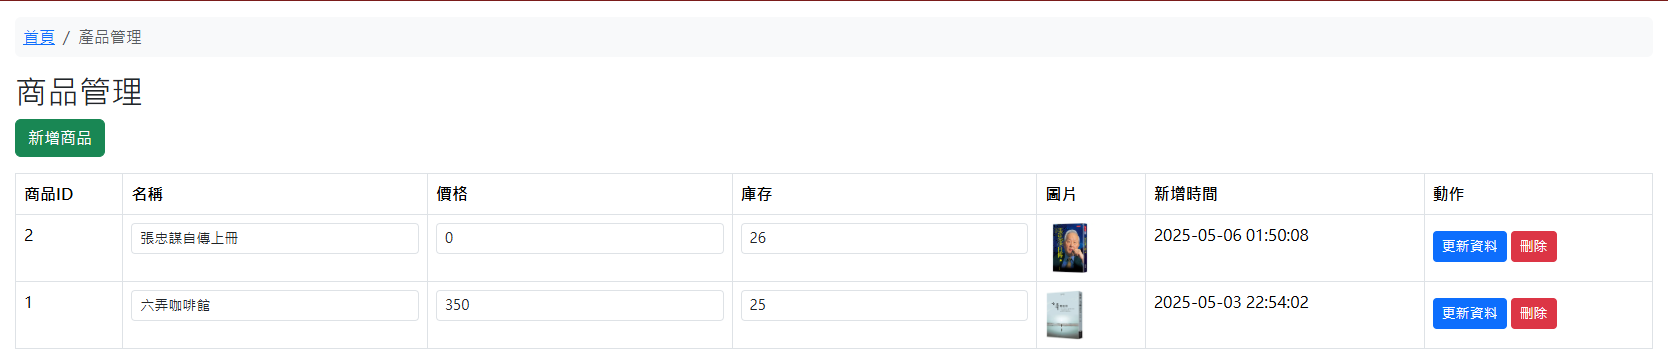 首頁 / 產品管理
商品管理
新增商品
商品ID 名稱 價格 庫存 圖片 新增時間 動作
2 張忠謀自傳上冊 0 26 2025-05-06 01:50:08 更新資料 刪除
1 六弄咖啡館 350 25 2025-05-03 22:54:02 更新資料 刪除